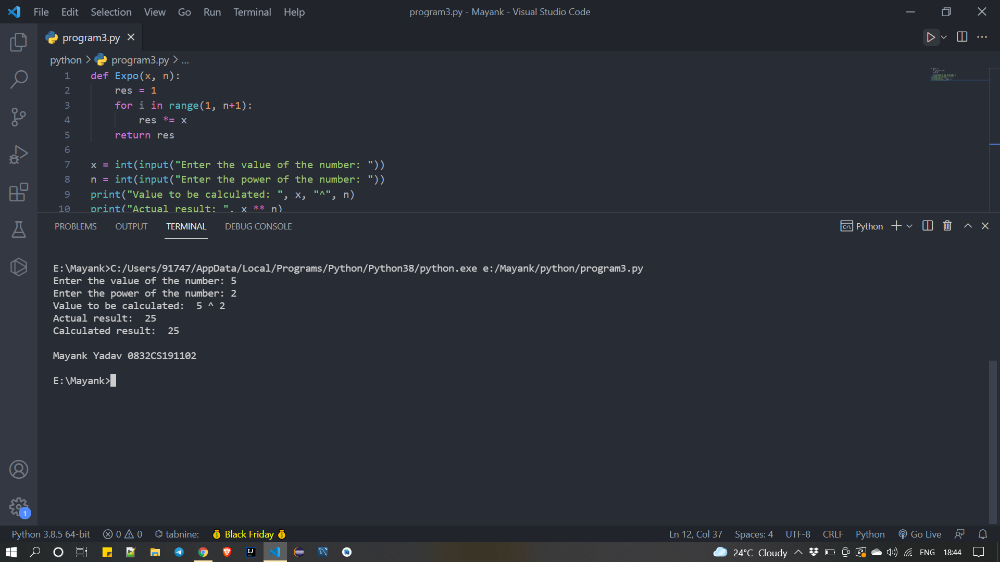 File Edit Selection View Go Run Terminal Help program3.py - Mayank - Visual Studio Code
program3.py
python > program3.py > ...
1 def Expo(x, n):
2     res = 1
3     for i in range(1, n+1):
4         res *= x
5     return res
6
7 x = int(input("Enter the value of the number: "))
8 n = int(input("Enter the power of the number: "))
9 print("Value to be calculated: ", x, "^", n)
10 print("Actual result: ", x ** n)
PROBLEMS OUTPUT TERMINAL DEBUG CONSOLE Python
E:\Mayank>C:/Users/91747/AppData/Local/Programs/Python/Python38/python.exe e:/Mayank/python/program3.py
Enter the value of the number: 5
Enter the power of the number: 2
Value to be calculated:  5 ^ 2
Actual result:  25
Calculated result:  25
Mayank Yadav 0832CS191102
E:\Mayank>
1
Python 3.8.5 64-bit 0 0 tabnine: Black Friday Ln 12, Col 37 Spaces: 4 UTF-8 CRLF Python Go Live
24°C Cloudy ENG 18:44